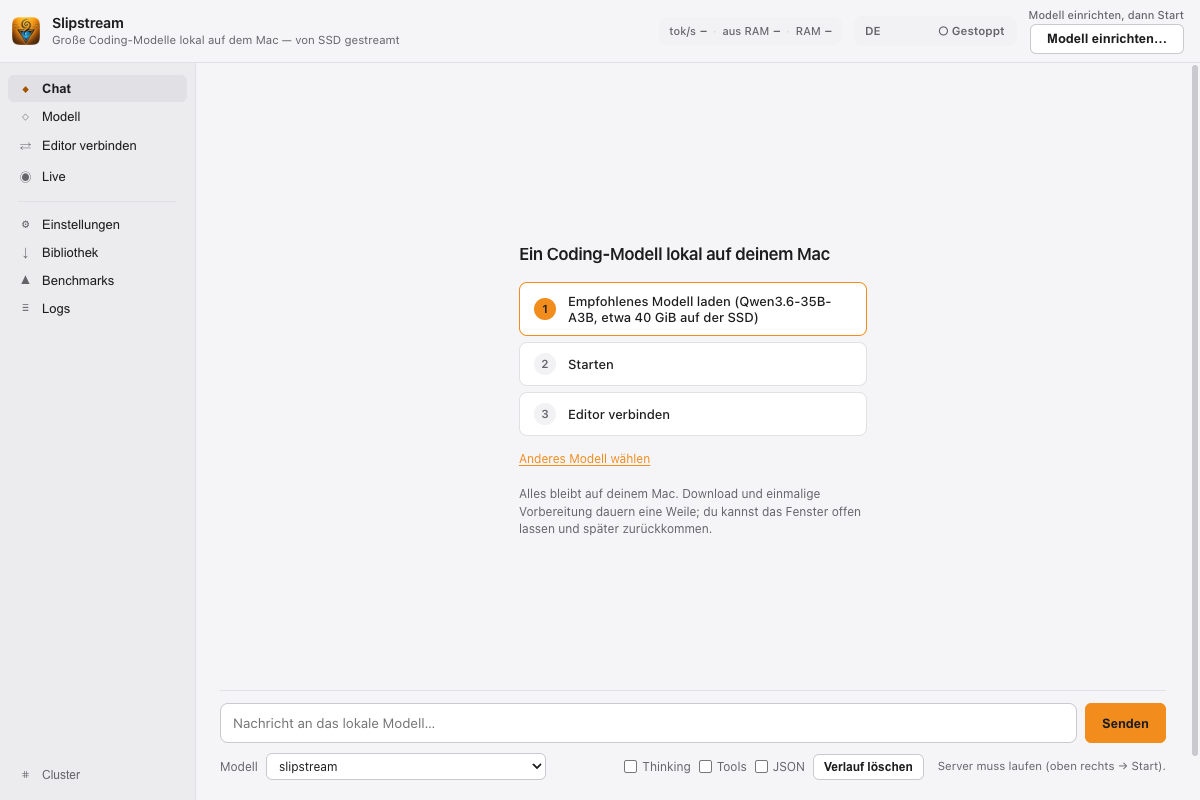 Slipstream
Große Coding-Modelle lokal auf dem Mac — von SSD gestreamt
tok/s – · aus RAM – · RAM –
DE
Gestoppt
Modell einrichten, dann Start
Modell einrichten…
Chat
Modell
Editor verbinden
Live
Einstellungen
Bibliothek
Benchmarks
Logs
Cluster
Ein Coding-Modell lokal auf deinem Mac
1 Empfohlenes Modell laden (Qwen3.6-35B-
A3B, etwa 40 GiB auf der SSD)
2 Starten
3 Editor verbinden
Anderes Modell wählen
Alles bleibt auf deinem Mac. Download und einmalige
Vorbereitung dauern eine Weile; du kannst das Fenster offen
lassen und später zurückkommen.
Nachricht an das lokale Modell…
Senden
Modell slipstream Thinking Tools JSON Verlauf löschen Server muss laufen (oben rechts → Start).